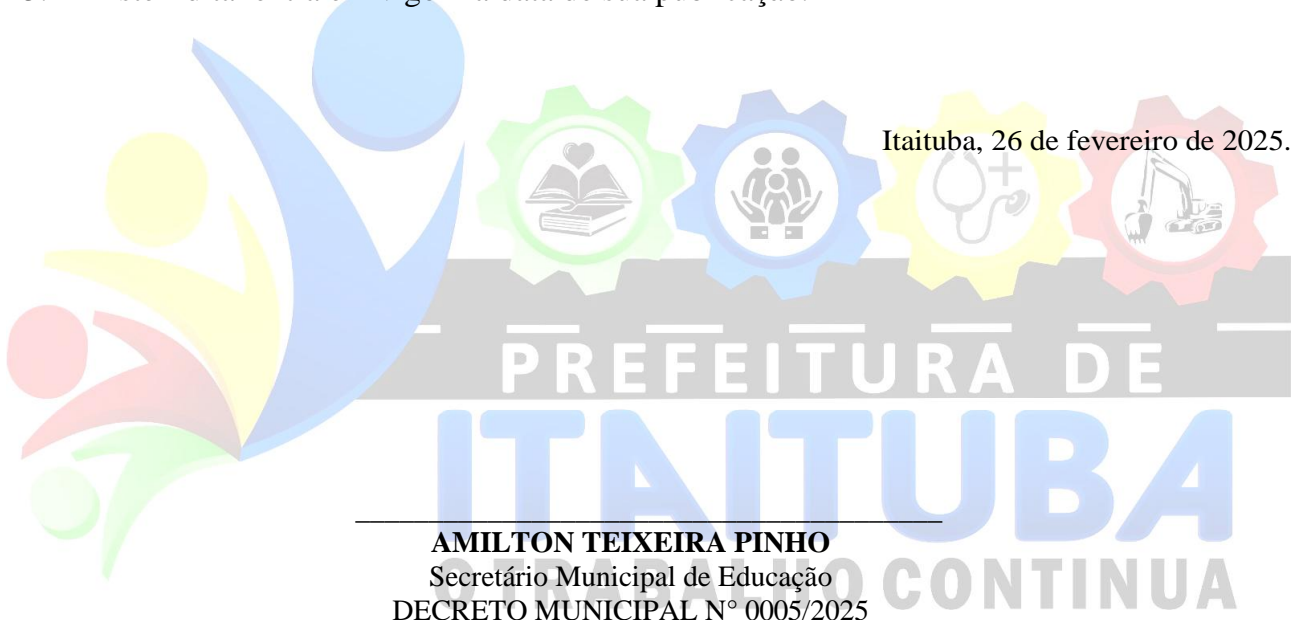 Itaituba, 26 de fevereiro de 2025.
PREFEITURA DE
ITAITUBA
AMILTON TEIXEIRA PINHO
Secretário Municipal de Educação
O TRABALHO CONTINUA
DECRETO MUNICIPAL N° 0005/2025